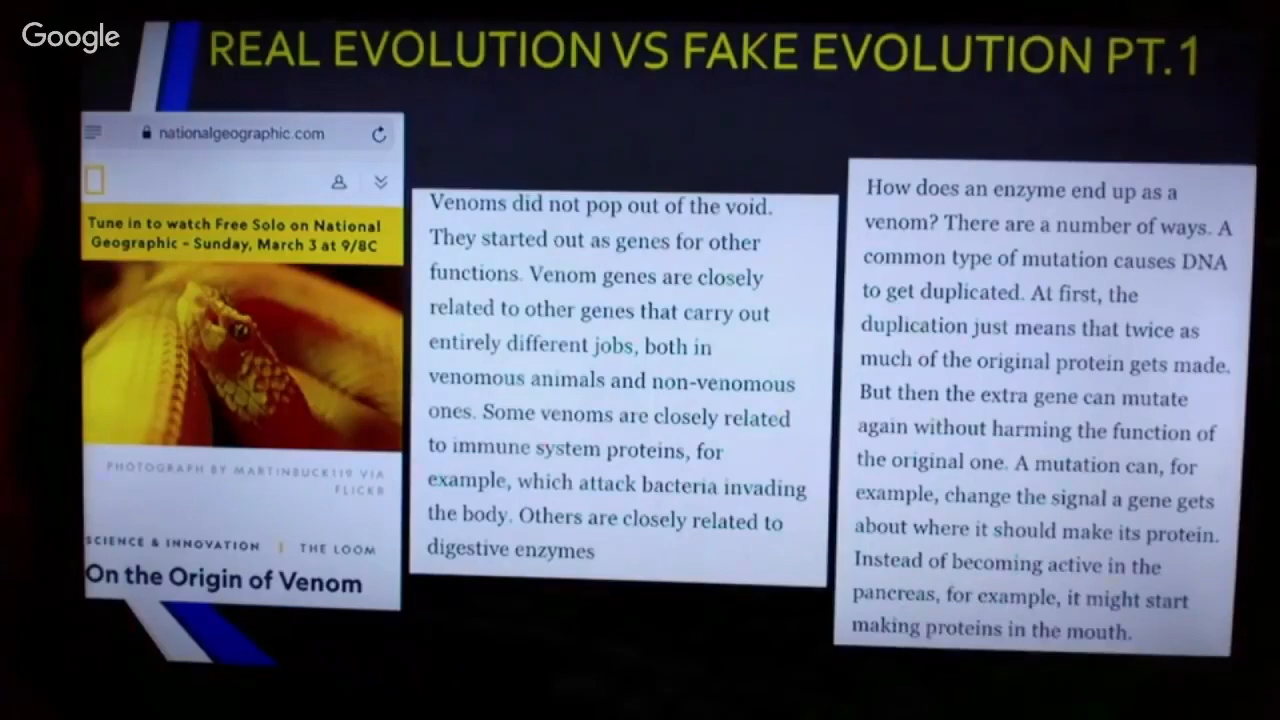 Google
REAL EVOLUTION VS FAKE EVOLUTION PT.1
nationalgeographic.com
Tune in to watch Free Solo on National
Geographic - Sunday, March 3 at 9/8C
PHOTOGRAPH BY MARTINBUCK119 VIA
FLICKR
SCIENCE & INNOVATION | THE LOOM
On the Origin of Venom
Venoms did not pop out of the void.
They started out as genes for other
functions. Venom genes are closely
related to other genes that carry out
entirely different jobs, both in
venomous animals and non-venomous
ones. Some venoms are closely related
to immune system proteins, for
example, which attack bacteria invading
the body. Others are closely related to
digestive enzymes
How does an enzyme end up as a
venom? There are a number of ways. A
common type of mutation causes DNA
to get duplicated. At first, the
duplication just means that twice as
much of the original protein gets made.
But then the extra gene can mutate
again without harming the function of
the original one. A mutation can, for
example, change the signal a gene gets
about where it should make its protein.
Instead of becoming active in the
pancreas, for example, it might start
making proteins in the mouth.